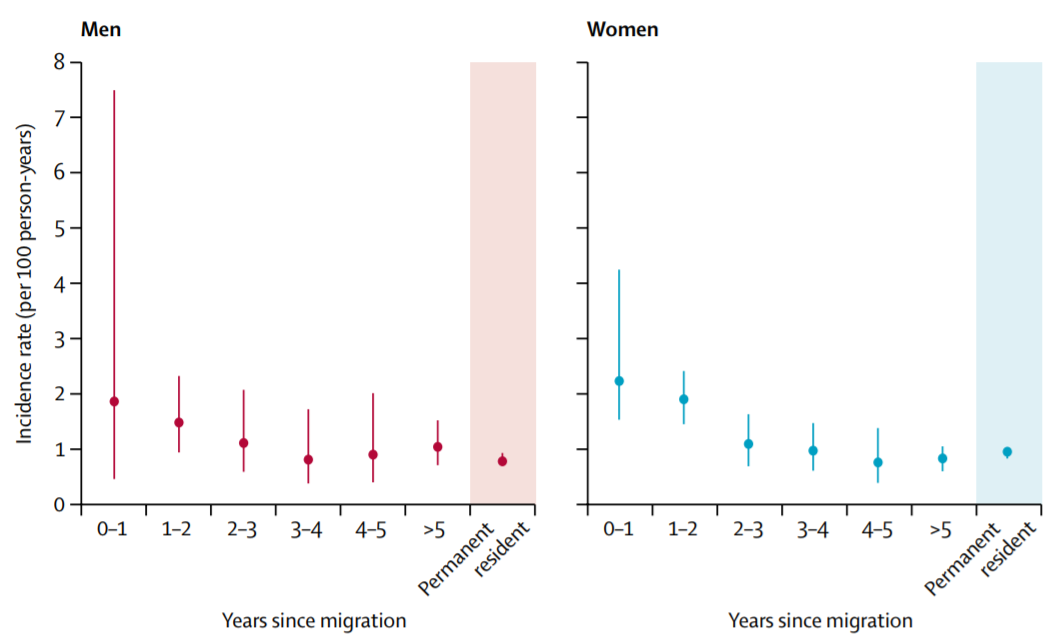 Men
Women
Incidence rate (per 100 person-years)
8
7
6
5
4
3
2
1
0
0–1 1–2 2–3 3–4 4–5 >5 Permanent resident
0–1 1–2 2–3 3–4 4–5 >5 Permanent resident
Years since migration
Years since migration